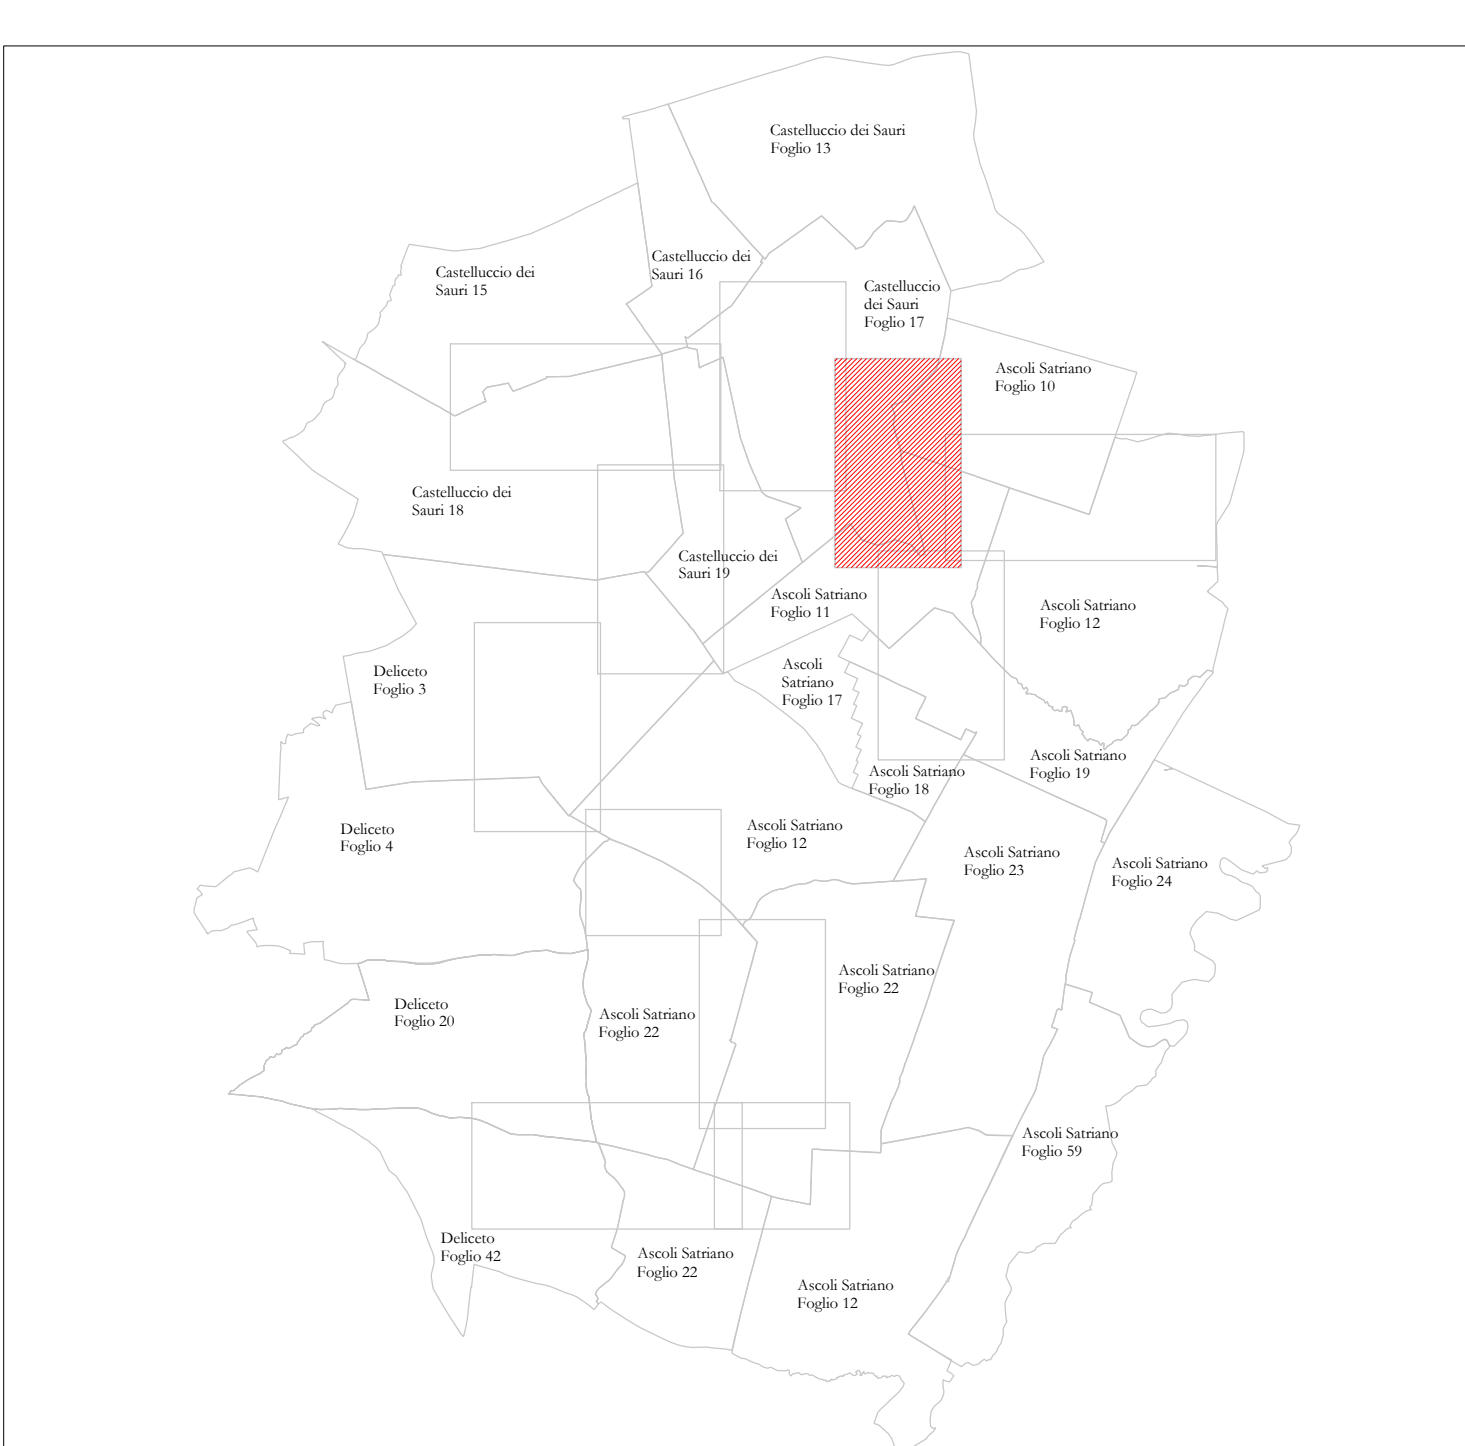 Castelluccio dei Sauri
Foglio 13
Castelluccio dei
Sauri 16
Castelluccio dei
Sauri 15
Castelluccio
dei Sauri
Foglio 17
Ascoli Satriano
Foglio 10
Castelluccio dei
Sauri 18
Castelluccio dei
Sauri 19
Ascoli Satriano
Foglio 11
Ascoli Satriano
Foglio 12
Deliceto
Foglio 3
Ascoli
Satriano
Foglio 17
Ascoli Satriano
Foglio 18
Ascoli Satriano
Foglio 19
Deliceto
Foglio 4
Ascoli Satriano
Foglio 12
Ascoli Satriano
Foglio 23
Ascoli Satriano
Foglio 24
Ascoli Satriano
Foglio 22
Deliceto
Foglio 20
Ascoli Satriano
Foglio 22
Ascoli Satriano
Foglio 59
Deliceto
Foglio 42
Ascoli Satriano
Foglio 22
Ascoli Satriano
Foglio 12